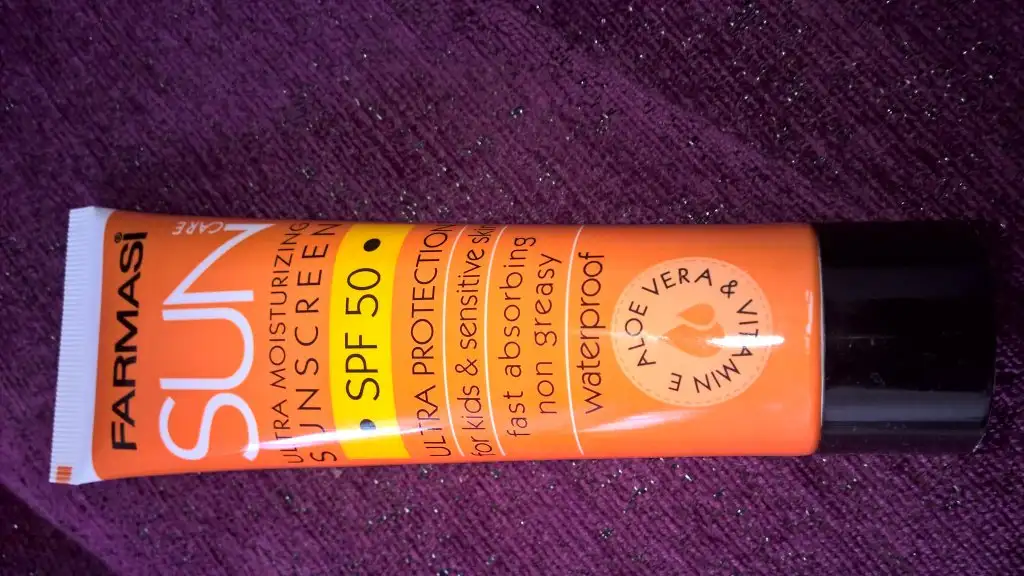 FARMASI®
SUN
CARE
ULTRA MOISTURIZING
SUNSCREEN
• SPF 50 •
ULTRA PROTECTION
for kids & sensitive skin
fast absorbing
non greasy
waterproof
ALOE VERA & VITAMIN E